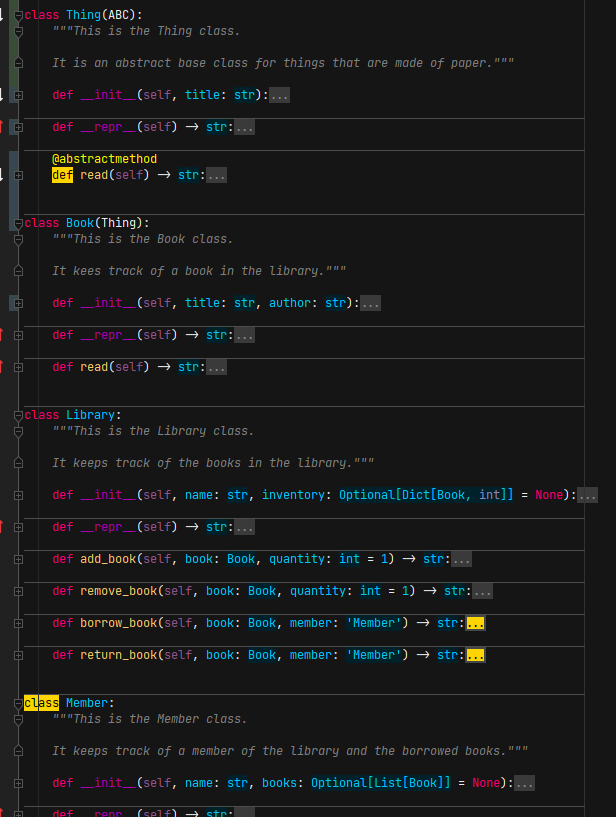 class Thing(ABC):
"""This is the Thing class.
It is an abstract base class for things that are made of paper."""
def __init__(self, title: str):...
def __repr__(self) -> str:...
@abstractmethod
def read(self) -> str:...
class Book(Thing):
"""This is the Book class.
It kees track of a book in the library."""
def __init__(self, title: str, author: str):...
def __repr__(self) -> str:...
def read(self) -> str:...
class Library:
"""This is the Library class.
It keeps track of the books in the library."""
def __init__(self, name: str, inventory: Optional[Dict[Book, int]] = None):...
def __repr__(self) -> str:...
def add_book(self, book: Book, quantity: int = 1) -> str:...
def remove_book(self, book: Book, quantity: int = 1) -> str:...
def borrow_book(self, book: Book, member: 'Member') -> str:...
def return_book(self, book: Book, member: 'Member') -> str:...
class Member:
"""This is the Member class.
It keeps track of a member of the library and the borrowed books."""
def __init__(self, name: str, books: Optional[List[Book]] = None):...
def __repr__(self) -> str:...